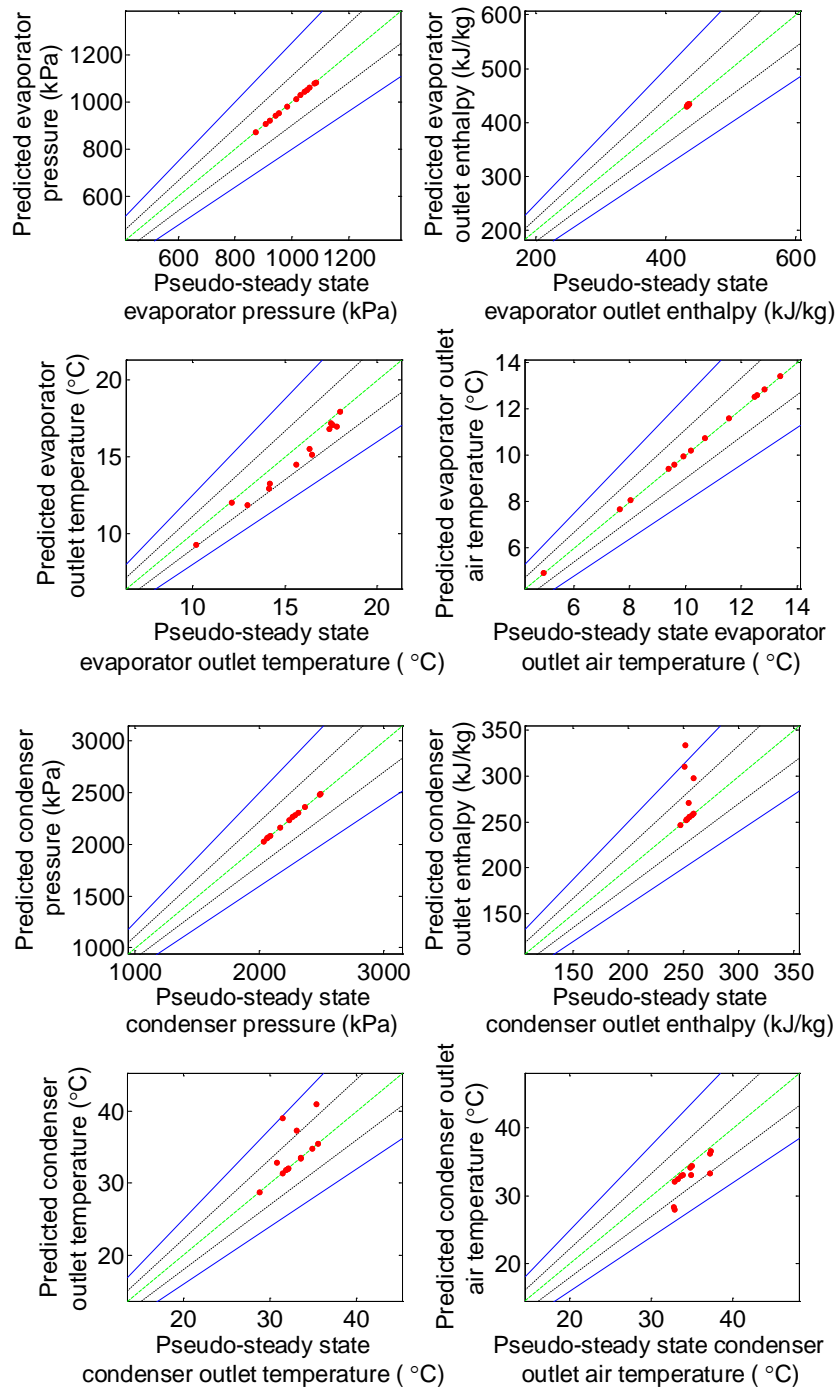 Predicted evaporator
pressure (kPa)
1200
1000
800
600
600 800 1000 1200
Pseudo-steady state
evaporator pressure (kPa)
Predicted evaporator
outlet enthalpy (kJ/kg)
600
500
400
300
200
200 400 600
Pseudo-steady state
evaporator outlet enthalpy (kJ/kg)
Predicted evaporator
outlet temperature (°C)
20
15
10
10 15 20
Pseudo-steady state
evaporator outlet temperature ( °C)
Predicted evaporator outlet
air temperature (°C)
14
12
10
8
6
6 8 10 12 14
Pseudo-steady state evaporator
outlet air temperature ( °C)
Predicted condenser
pressure (kPa)
3000
2500
2000
1500
1000
1000 2000 3000
Pseudo-steady state
condenser pressure (kPa)
Predicted condenser
outlet enthalpy (kJ/kg)
350
300
250
200
150
150 200 250 300 350
Pseudo-steady state
condenser outlet enthalpy (kJ/kg)
Predicted condenser
outlet temperature (°C)
40
30
20
20 30 40
Pseudo-steady state
condenser outlet temperature ( °C)
Predicted condenser outlet
air temperature (°C)
40
30
20
20 30 40
Pseudo-steady state condenser
outlet air temperature ( °C)